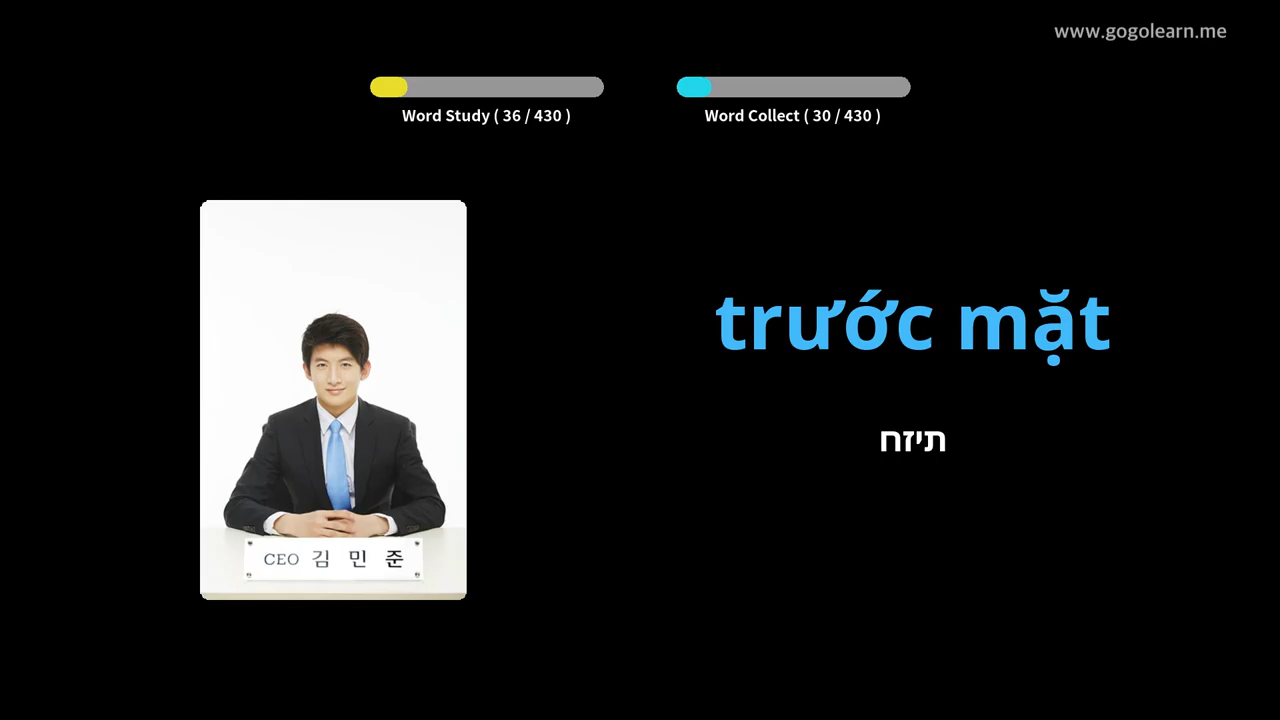 www.gogolearn.me
Word Study ( 36 / 430 )
Word Collect ( 30 / 430 )
trước mặt
תיזח
CEO 김 민 준